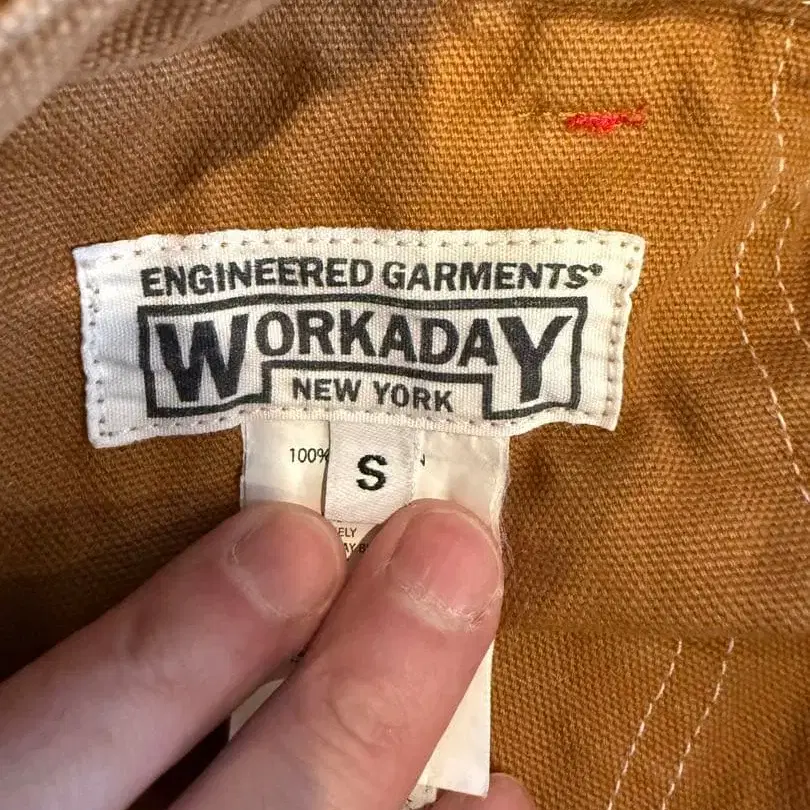 ENGINEERED GARMENTS®
WORKADAY
NEW YORK
100%
S